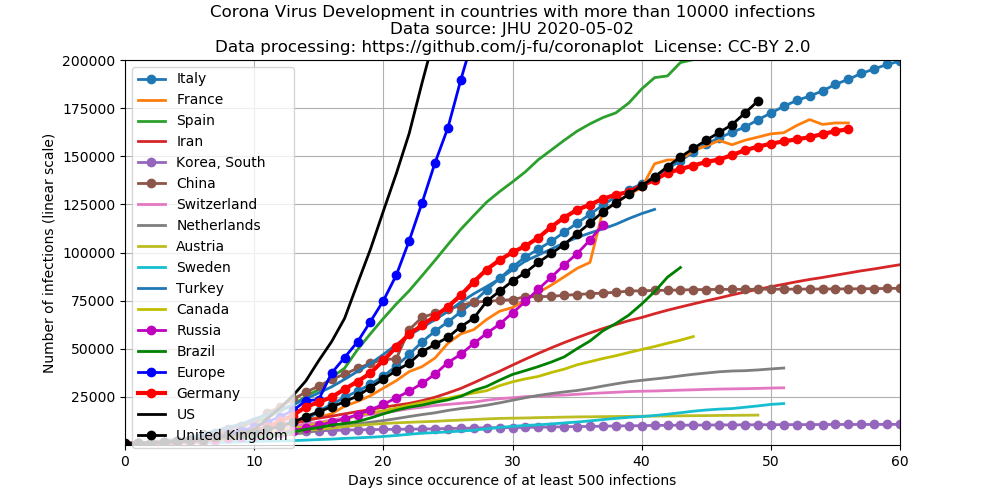 Corona Virus Development in countries with more than 10000 infections
Data source: JHU 2020-05-02
Data processing: https://github.com/j-fu/coronaplot  License: CC-BY 2.0
Number of infections (linear scale)
200000
175000
150000
125000
100000
75000
50000
25000
Italy
France
Spain
Iran
Korea, South
China
Switzerland
Netherlands
Austria
Sweden
Turkey
Canada
Russia
Brazil
Europe
Germany
US
United Kingdom
0 10 20 30 40 50 60
Days since occurence of at least 500 infections